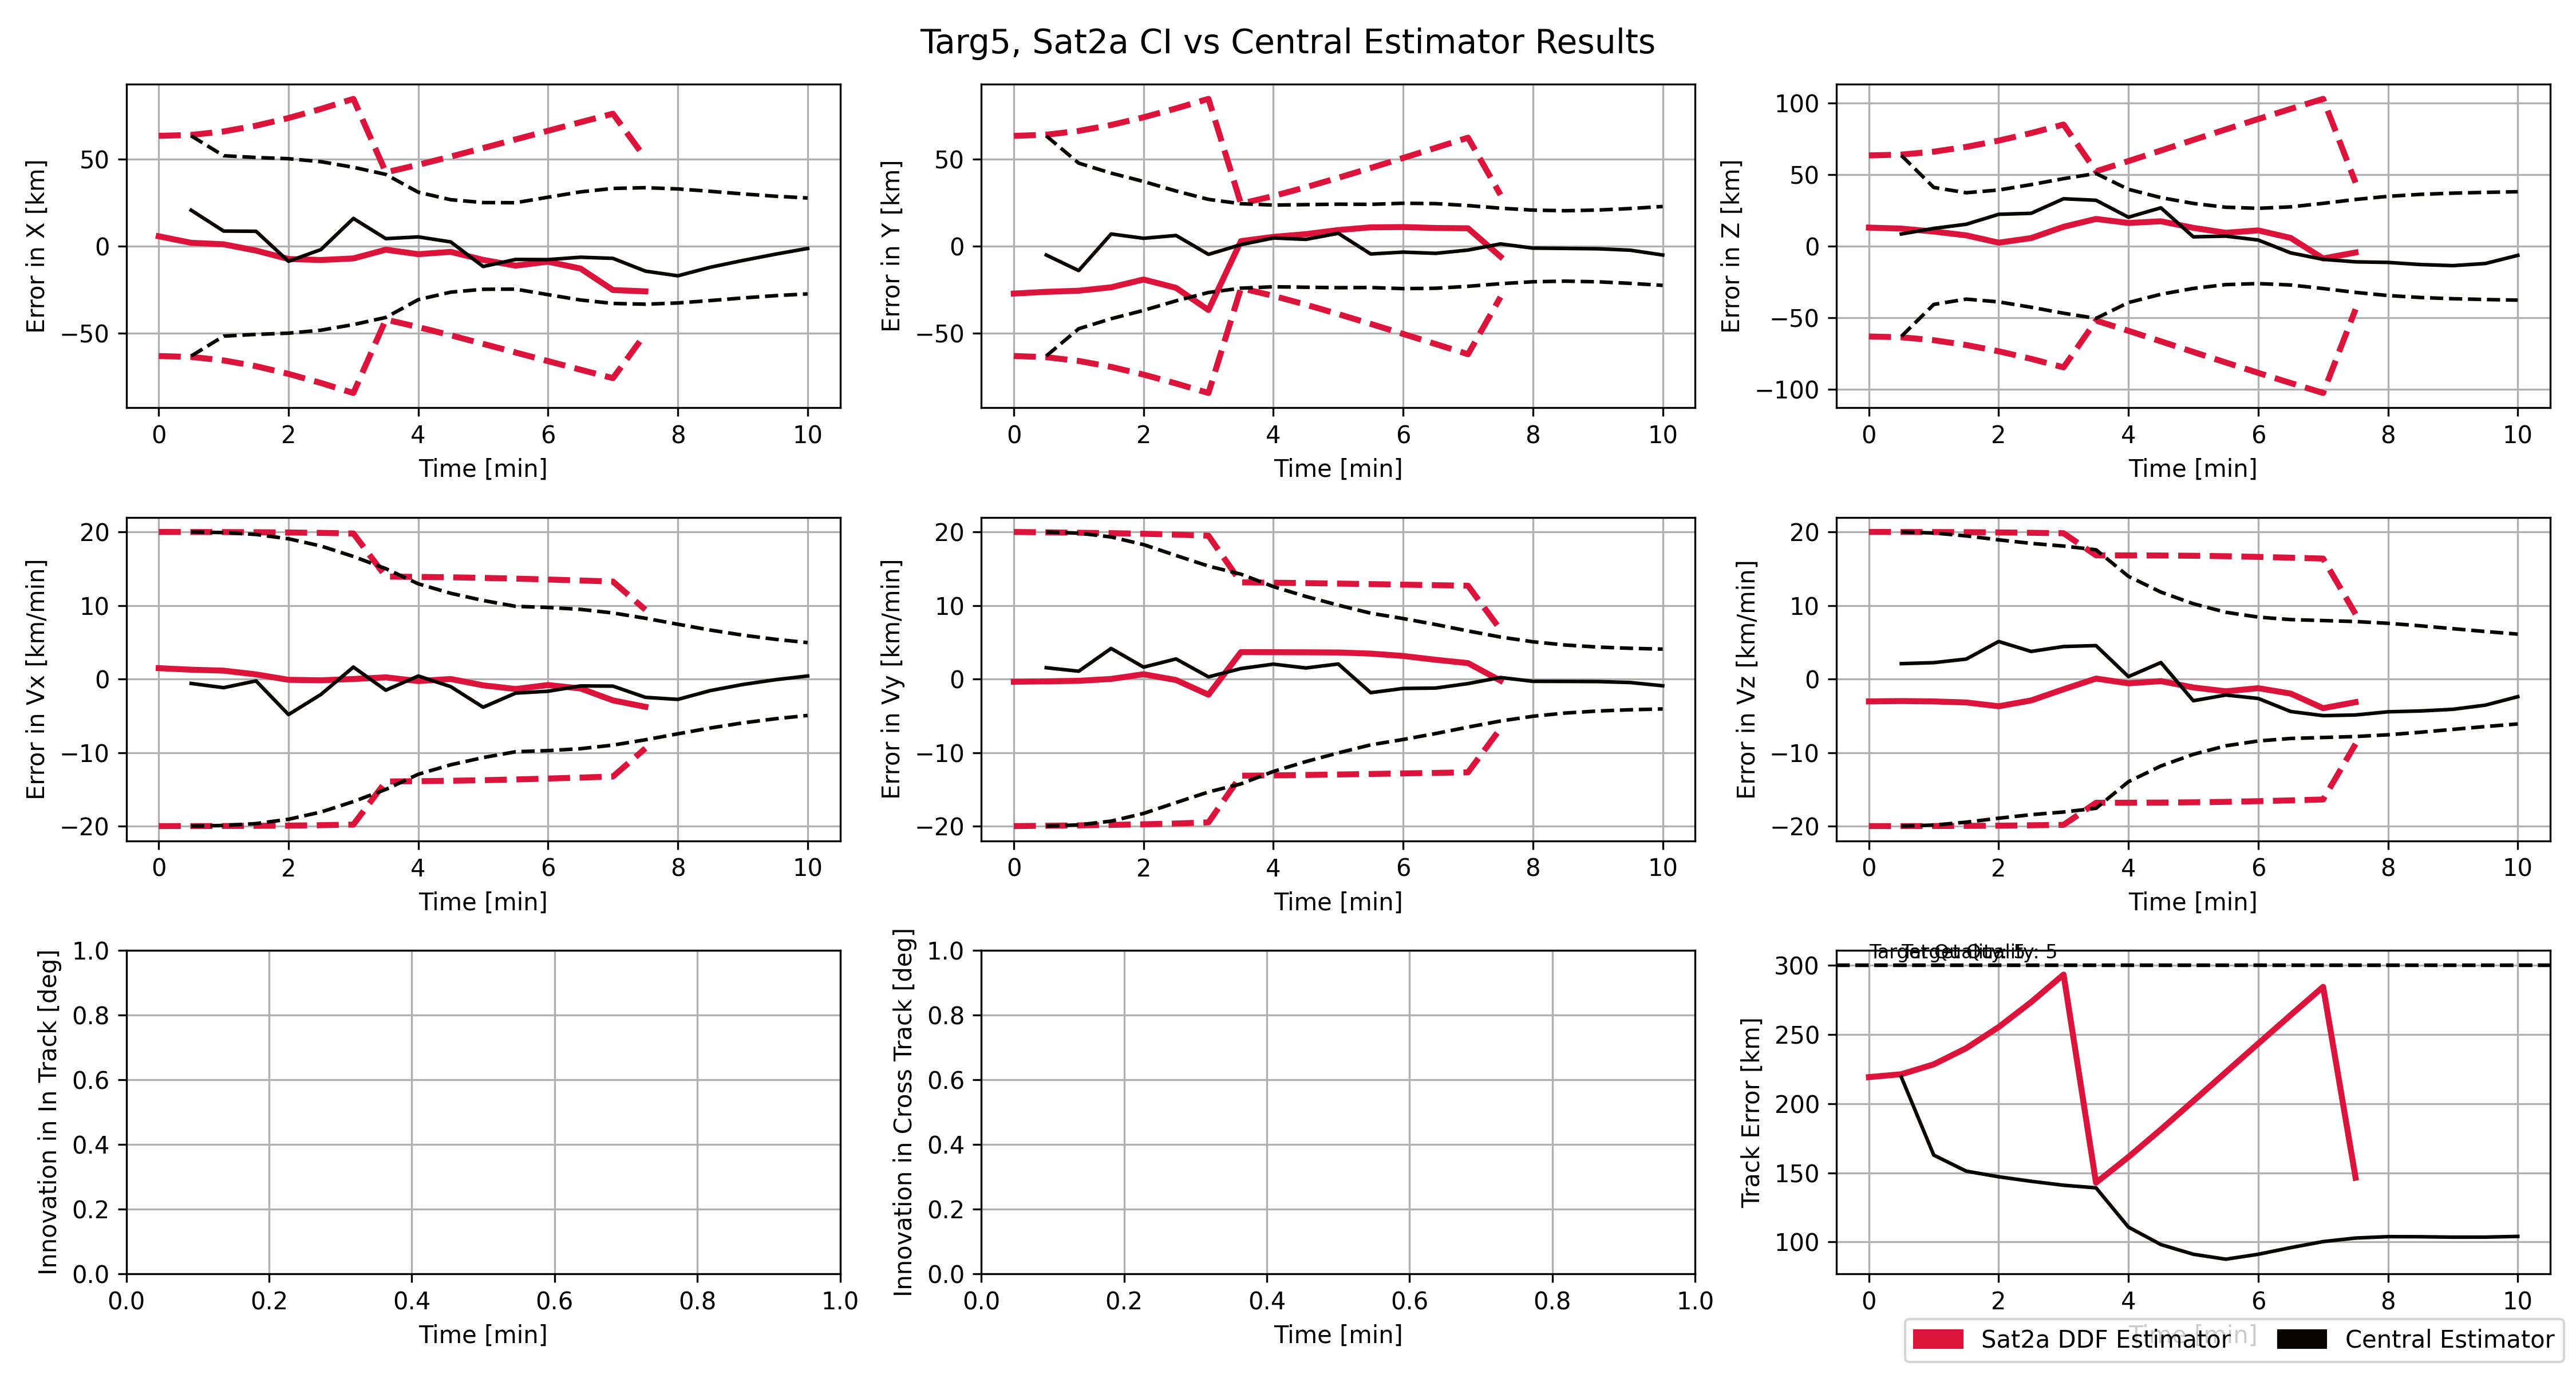 Targ5, Sat2a CI vs Central Estimator Results
Error in X [km]
50
0
−50
0 2 4 6 8 10
Time [min]
Error in Y [km]
50
0
−50
0 2 4 6 8 10
Time [min]
Error in Z [km]
100
50
0
−50
−100
0 2 4 6 8 10
Time [min]
Error in Vx [km/min]
20
10
0
−10
−20
0 2 4 6 8 10
Time [min]
Error in Vy [km/min]
20
10
0
−10
−20
0 2 4 6 8 10
Time [min]
Error in Vz [km/min]
20
10
0
−10
−20
0 2 4 6 8 10
Time [min]
Innovation in In Track [deg]
1.0
0.8
0.6
0.4
0.2
0.0
0.0 0.2 0.4 0.6 0.8 1.0
Time [min]
Innovation in Cross Track [deg]
1.0
0.8
0.6
0.4
0.2
0.0
0.0 0.2 0.4 0.6 0.8 1.0
Time [min]
Track Error [km]
Target Quality: 5
Target Quality: 5
300
250
200
150
100
0 2 4 6 8 10
Time [min]
Sat2a DDF Estimator
Central Estimator